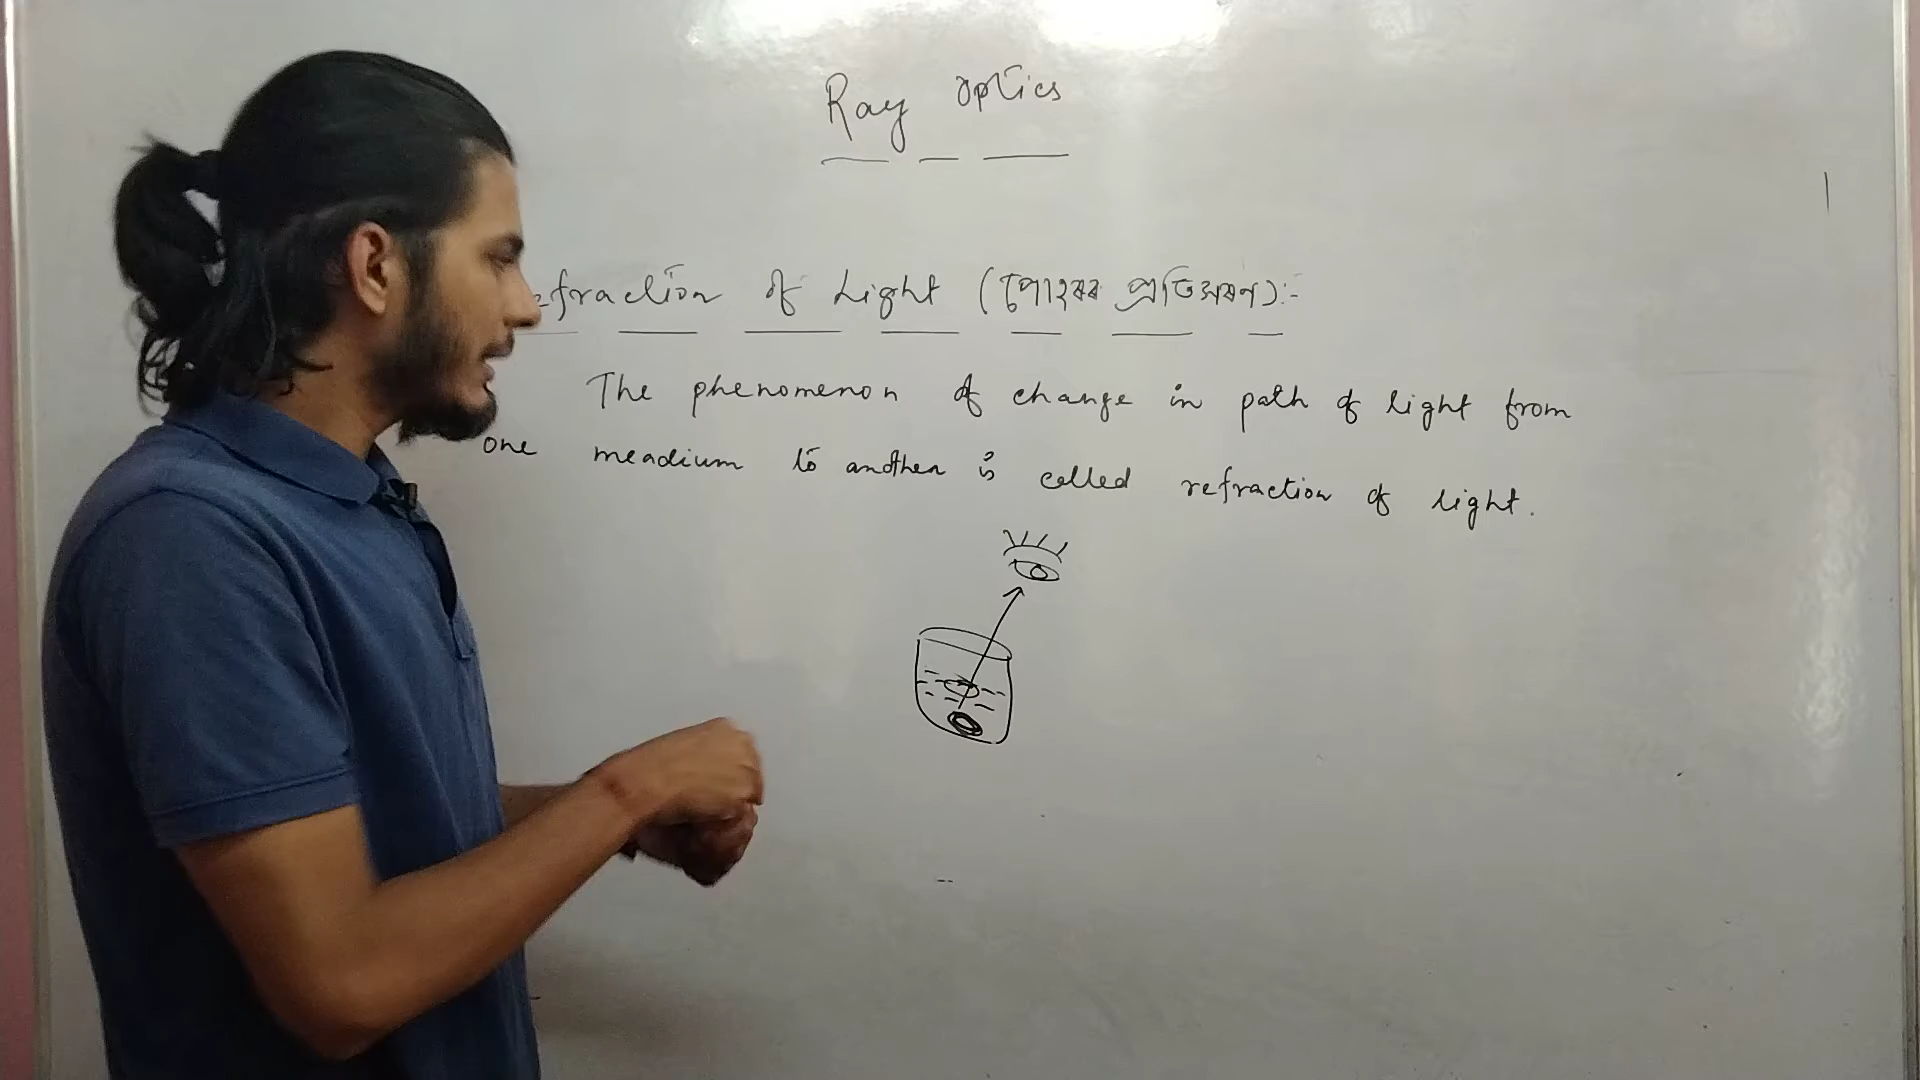 Ray optics
efraction of Light (পোহৰৰ প্ৰতিসৰণ):-
The phenomenon of change in path of light from
one meadium to another is called refraction of light.